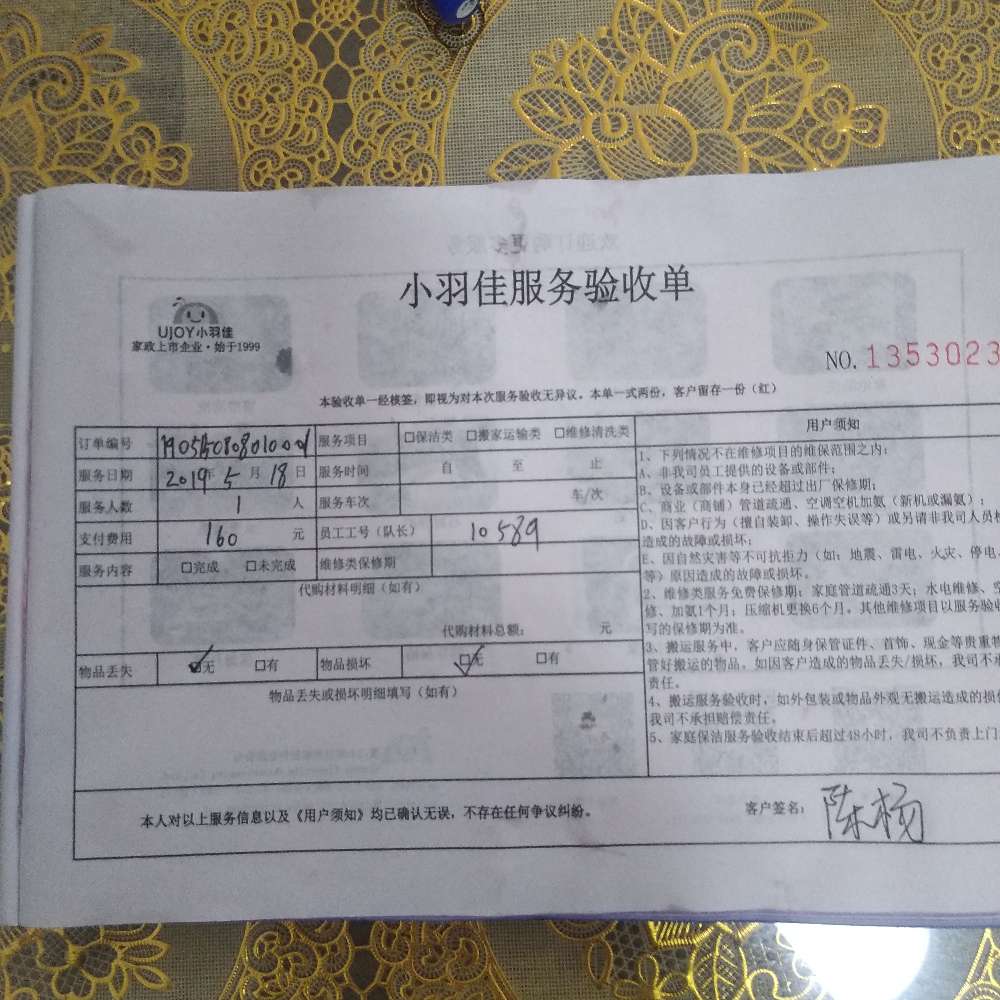 小羽佳服务验收单
UJOY小羽佳
家政上市企业·始于1999
NO. 1353023
本验收单一经核签，即视为对本次服务验收无异议。本单一式两份，客户留存一份（红）
订单编号 服务项目 □保洁类 □搬家运输类 □维修清洗类
服务日期 2019年 5月 18日 服务时间 自 至 止
服务人数 1 人 服务车次 车/次
支付费用 160 元 员工工号（队长） 10589
服务内容 □完成 □未完成 维修类保修期
代购材料明细（如有）
代购材料总额： 元
物品丢失 ☑无 □有 物品损坏 ☑无 □有
物品丢失或损坏明细填写（如有）
用户须知
1、下列情况不在维修项目的维保范围之内：
A、非我司员工提供的设备或部件；
B、设备或部件本身已经超过出厂保修期；
C、商业（商铺）管道疏通、空调空机加氨（新机或漏氨）；
D、因客户行为（擅自装卸、操作失误等）或另请非我司人员
造成的故障或损坏；
E、因自然灾害等不可抗拒力（如：地震、雷电、火灾、停电、
等）原因造成的故障或损坏。
2、维修类服务免费保修期：家庭管道疏通3天；水电维修、
修、加氨1个月；压缩机更换6个月。其他维修项目以服务验收
写的保修期为准。
3、搬运服务中，客户应随身保管证件、首饰、现金等贵重物
管好搬运的物品。如因客户造成的物品丢失/损坏，我司不承
责任。
4、搬运服务验收时，如外包装或物品外观无搬运造成的损
我司不承担赔偿责任。
5、家庭保洁服务验收结束后超过48小时，我司不负责上门
本人对以上服务信息以及《用户须知》均已确认无误，不存在任何争议纠纷。
客户签名： 陈杨